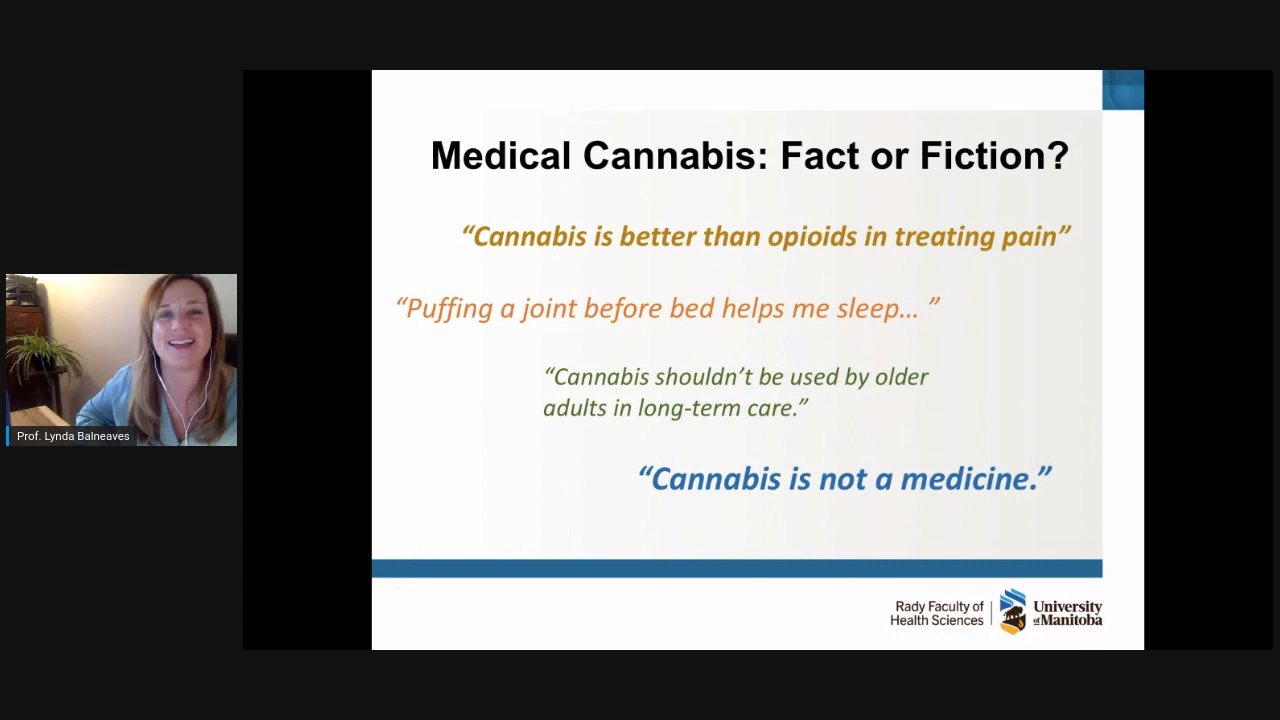 Medical Cannabis: Fact or Fiction?
“Cannabis is better than opioids in treating pain”
“Puffing a joint before bed helps me sleep… ”
“Cannabis shouldn’t be used by older
adults in long-term care.”
Prof. Lynda Balneaves
“Cannabis is not a medicine.”
Rady Faculty of
Health Sciences
University
of Manitoba